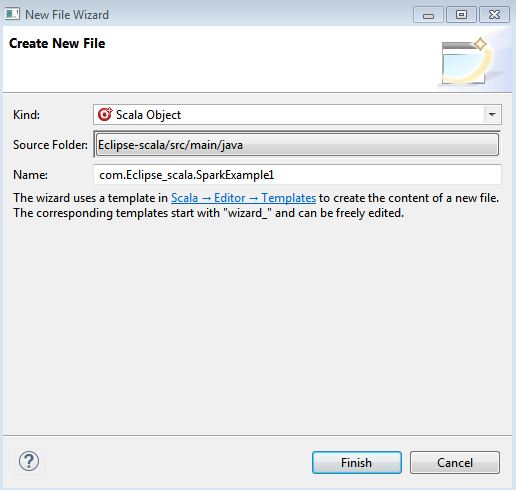 New File Wizard
Create New File
Kind: Scala Object
Source Folder: Eclipse-scala/src/main/java
Name: com.Eclipse_scala.SparkExample1
The wizard uses a template in Scala → Editor → Templates to create the content of a new file.
The corresponding templates start with "wizard_" and can be freely edited.
?
Finish Cancel